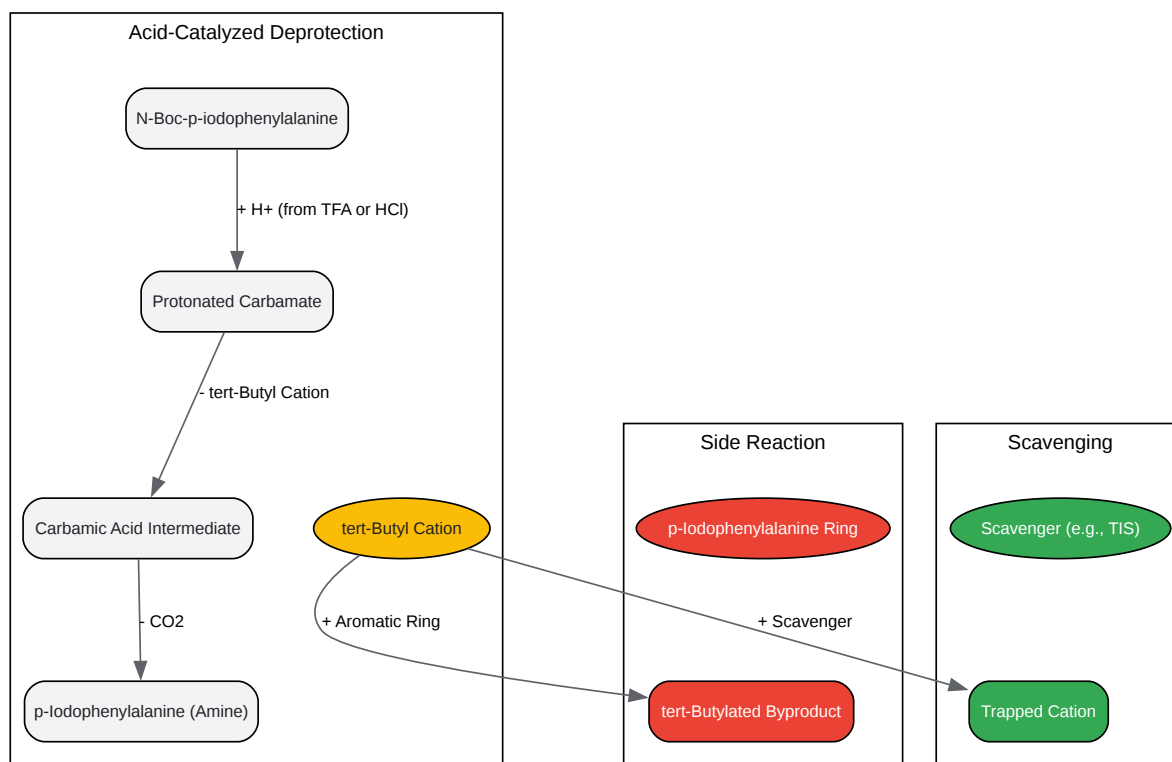 Acid-Catalyzed Deprotection
N-Boc-p-iodophenylalanine
+ H+ (from TFA or HCl)
Protonated Carbamate
- tert-Butyl Cation
Side Reaction
Scavenging
Carbamic Acid Intermediate
tert-Butyl Cation
p-Iodophenylalanine Ring
Scavenger (e.g., TIS)
- CO2
+ Aromatic Ring
+ Scavenger
p-Iodophenylalanine (Amine)
tert-Butylated Byproduct
Trapped Cation